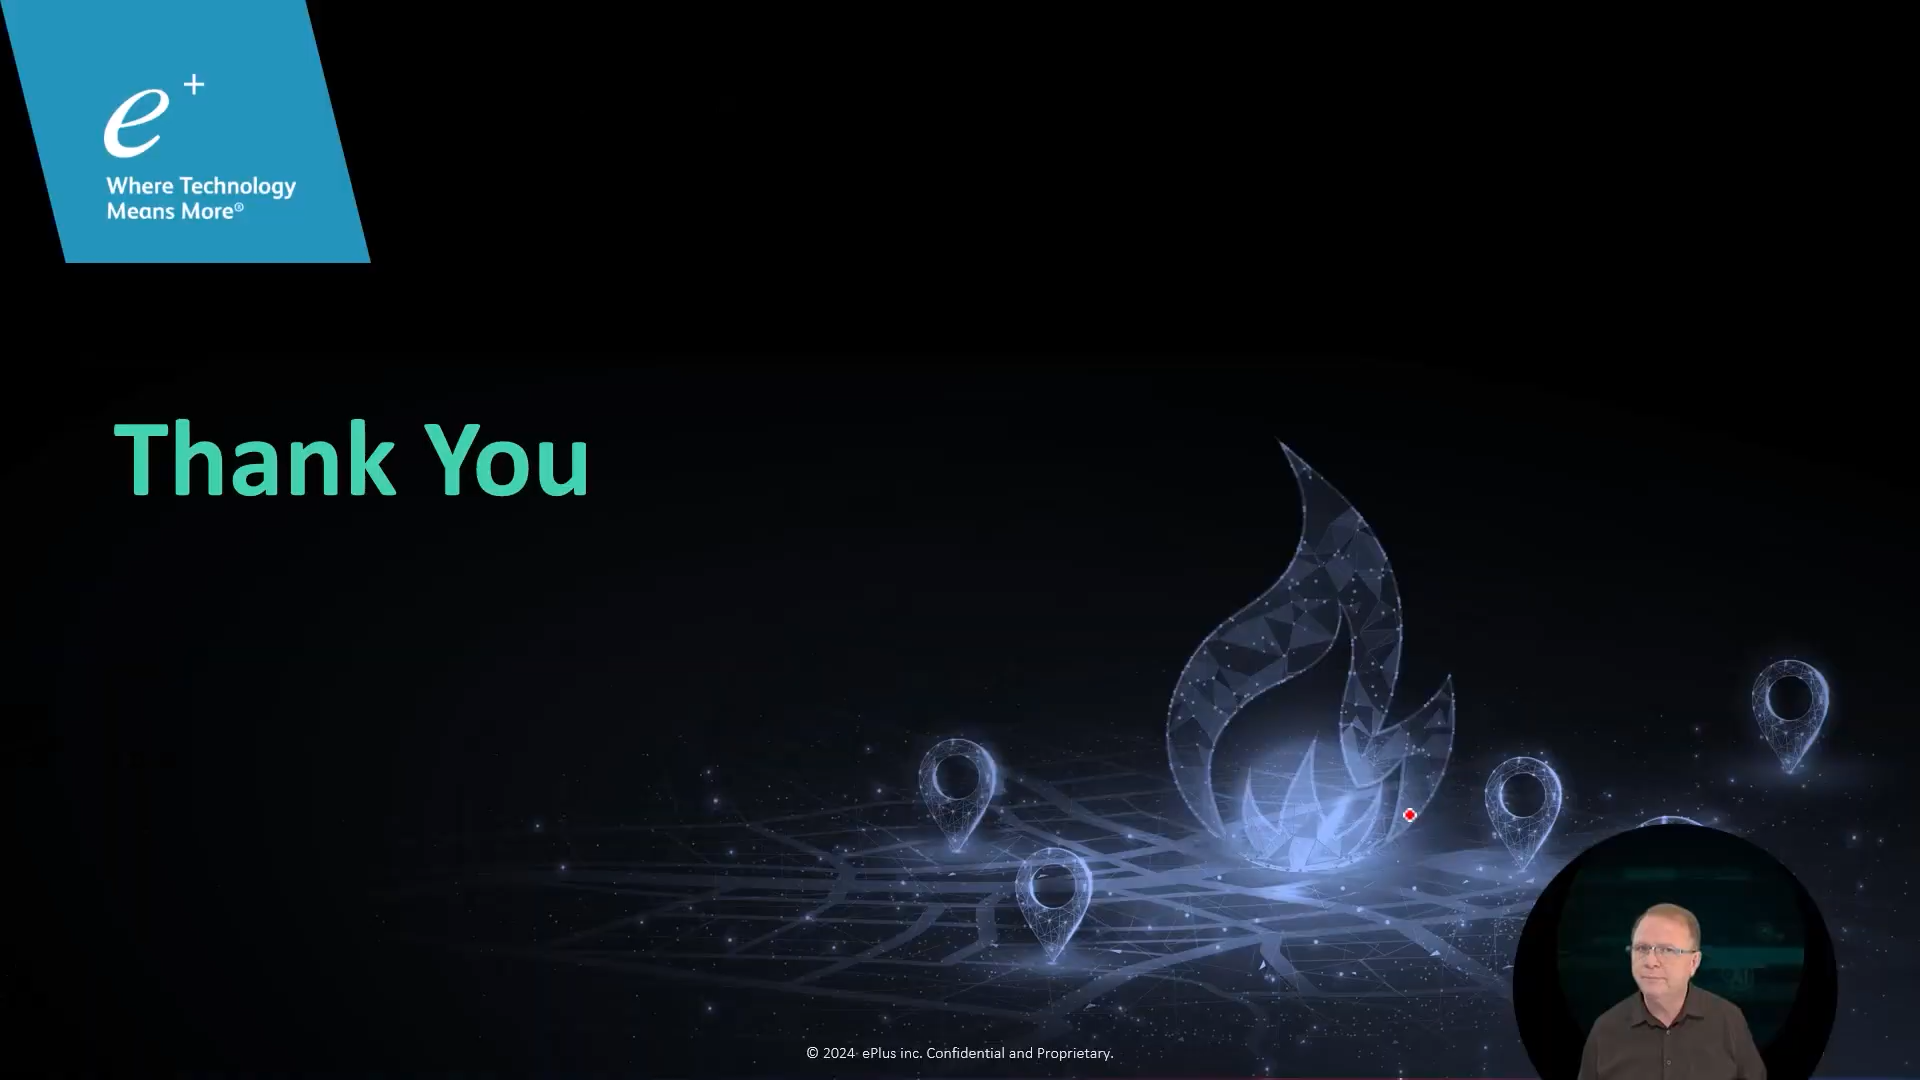 e+
Where Technology
Means More®
Thank You
© 2024 ePlus inc. Confidential and Proprietary.